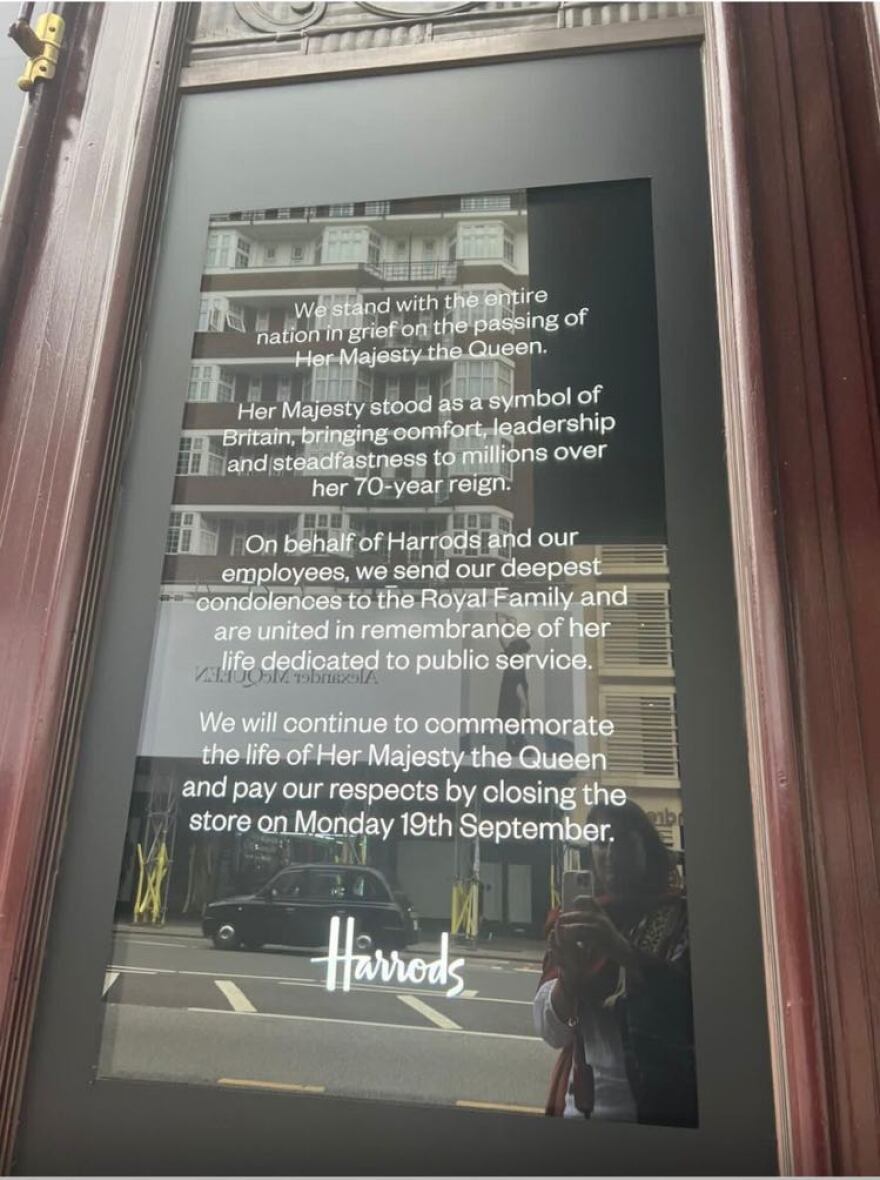 We stand with the entire
nation in grief on the passing of
Her Majesty the Queen.
Her Majesty stood as a symbol of
Britain, bringing comfort, leadership
and steadfastness to millions over
her 70-year reign.
On behalf of Harrods and our
employees, we send our deepest
condolences to the Royal Family and
are united in remembrance of her
life dedicated to public service.
Alexander McQUEEN
We will continue to commemorate
the life of Her Majesty the Queen
and pay our respects by closing the
store on Monday 19th September.
Harrods